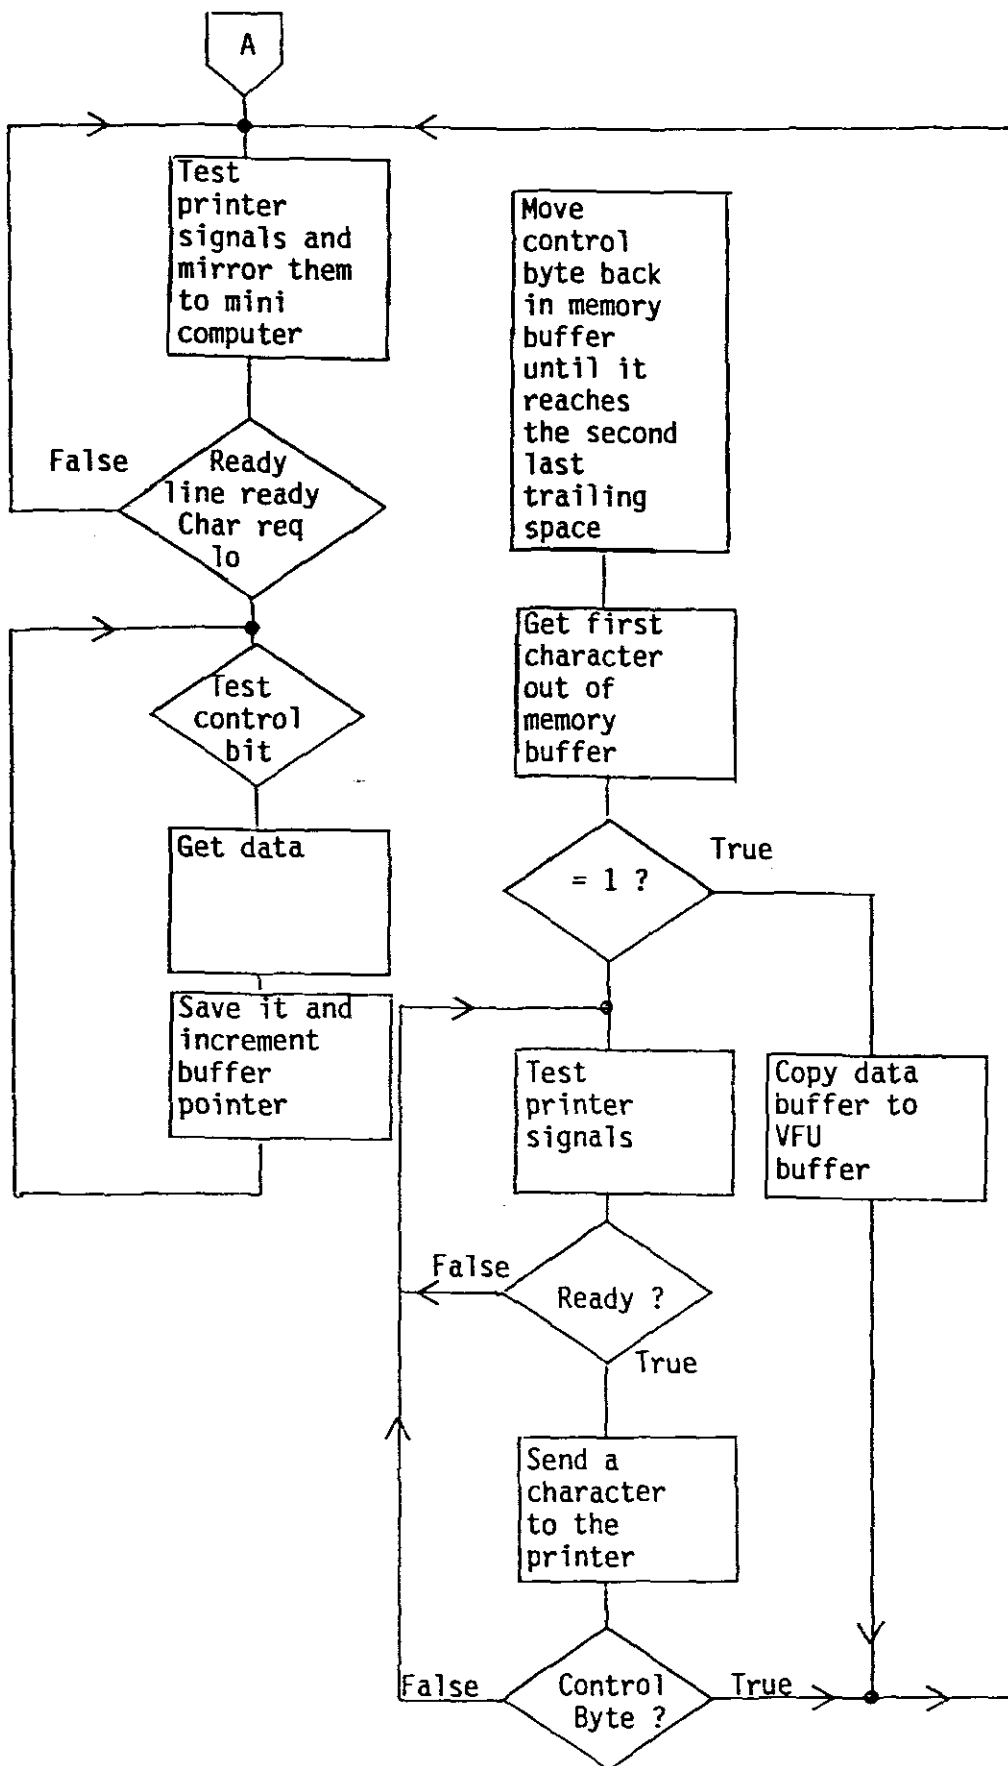 A
Test
printer
signals and
mirror them
to mini
computer
False
Ready
line ready
Char req
lo
Test
control
bit
Get data
Save it and
increment
buffer
pointer
Move
control
byte back
in memory
buffer
until it
reaches
the second
last
trailing
space
Get first
character
out of
memory
buffer
= 1 ?
True
Test
printer
signals
Copy data
buffer to
VFU
buffer
False
Ready ?
True
Send a
character
to the
printer
False
Control
Byte ?
True